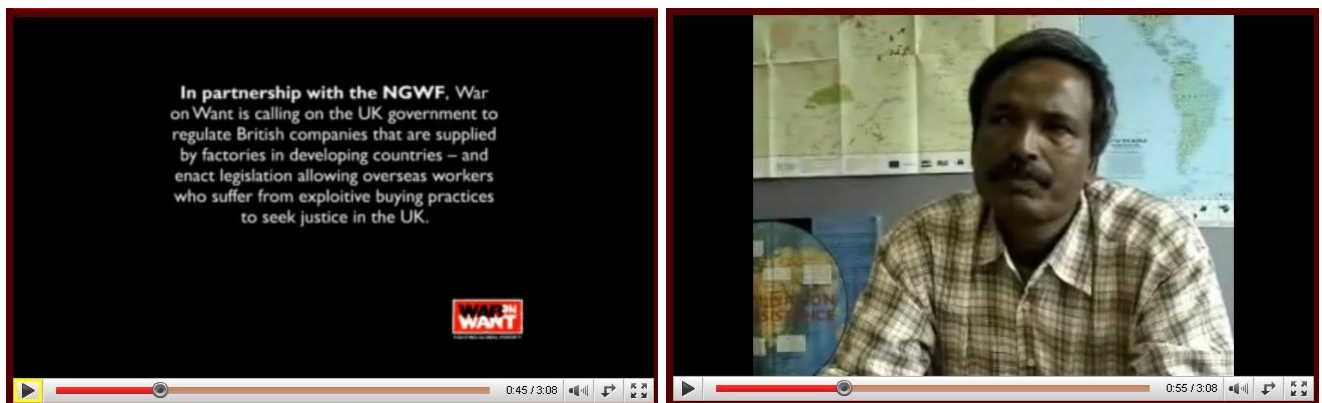 In partnership with the NGWF, War
on Want is calling on the UK government to
regulate British companies that are supplied
by factories in developing countries – and
enact legislation allowing overseas workers
who suffer from exploitive buying practices
to seek justice in the UK.
WAR ON
WANT
0:45 / 3:08
0:55 / 3:08